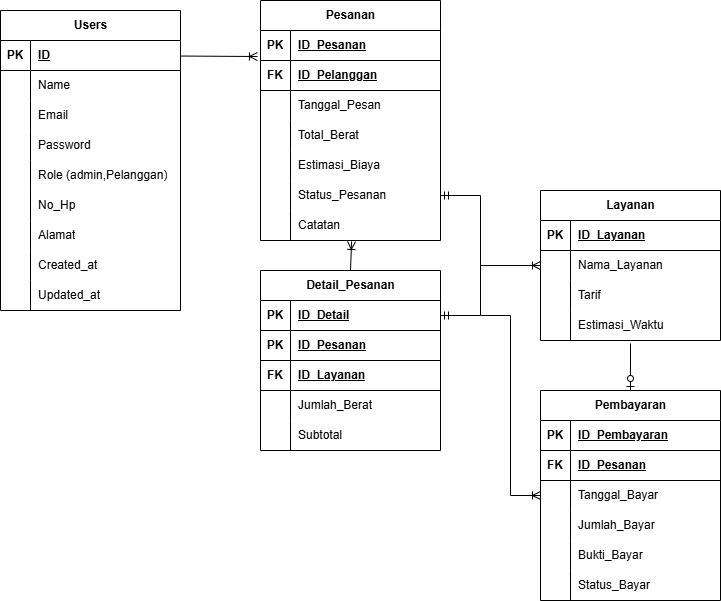 Users
PK ID
Name
Email
Password
Role (admin,Pelanggan)
No_Hp
Alamat
Created_at
Updated_at
Pesanan
PK ID_Pesanan
FK ID_Pelanggan
Tanggal_Pesan
Total_Berat
Estimasi_Biaya
Status_Pesanan
Catatan
Detail_Pesanan
PK ID_Detail
PK ID_Pesanan
FK ID_Layanan
Jumlah_Berat
Subtotal
Layanan
PK ID_Layanan
Nama_Layanan
Tarif
Estimasi_Waktu
Pembayaran
PK ID_Pembayaran
FK ID_Pesanan
Tanggal_Bayar
Jumlah_Bayar
Bukti_Bayar
Status_Bayar